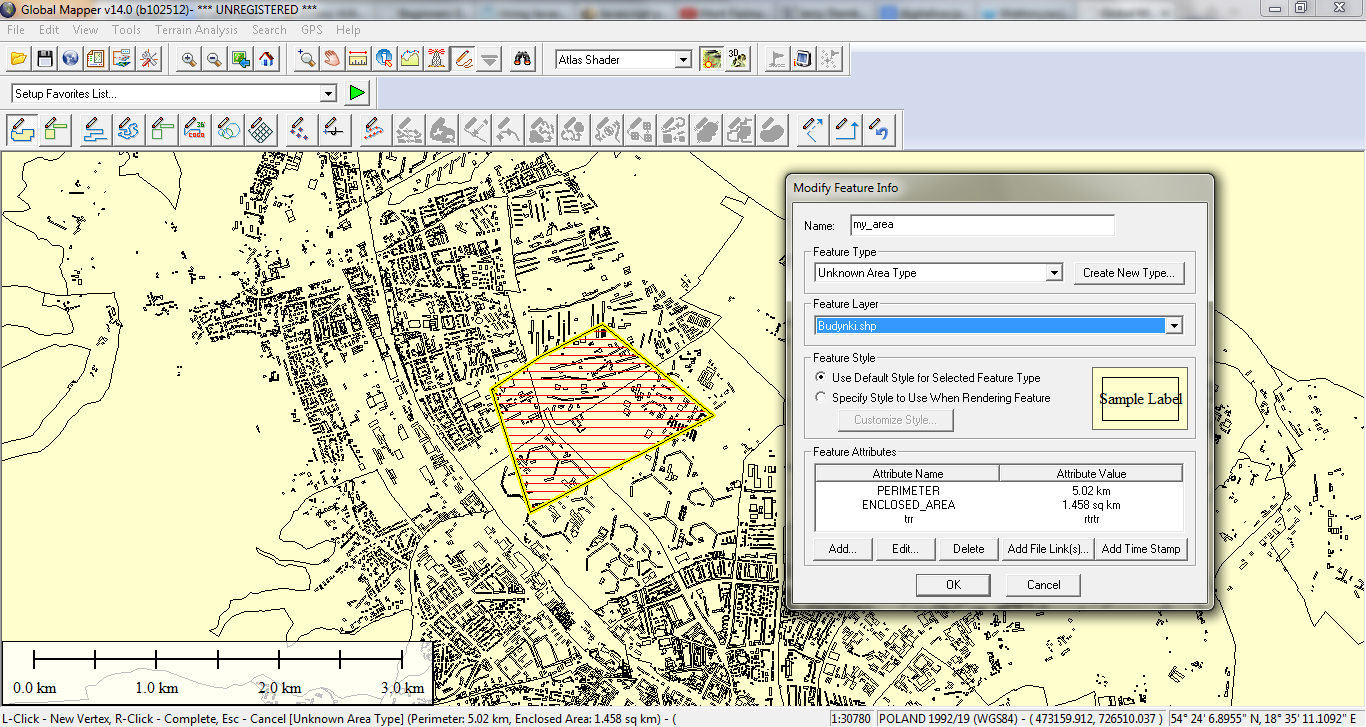 Global Mapper v14.0 (b102512)- *** UNREGISTERED ***
File Edit View Tools Terrain Analysis Search GPS Help
Atlas Shader
3D
Setup Favorites List...
Modify Feature Info
Name: my_area
Feature Type
Unknown Area Type Create New Type...
Feature Layer
Budynki.shp
Feature Style
Use Default Style for Selected Feature Type
Specify Style to Use When Rendering Feature
Customize Style...
Sample Label
Feature Attributes
Attribute Name Attribute Value
PERIMETER 5.02 km
ENCLOSED_AREA 1.458 sq km
trr rtrtr
Add... Edit... Delete Add File Link(s)... Add Time Stamp
OK Cancel
0.0 km 1.0 km 2.0 km 3.0 km
L-Click - New Vertex, R-Click - Complete, Esc - Cancel [Unknown Area Type] (Perimeter: 5.02 km, Enclosed Area: 1.458 sq km) - ( 1:30780 POLAND 1992/19 (WGS84) - ( 473159.912, 726510.037 ) 54° 24' 6.8955" N, 18° 35' 11.1092" E